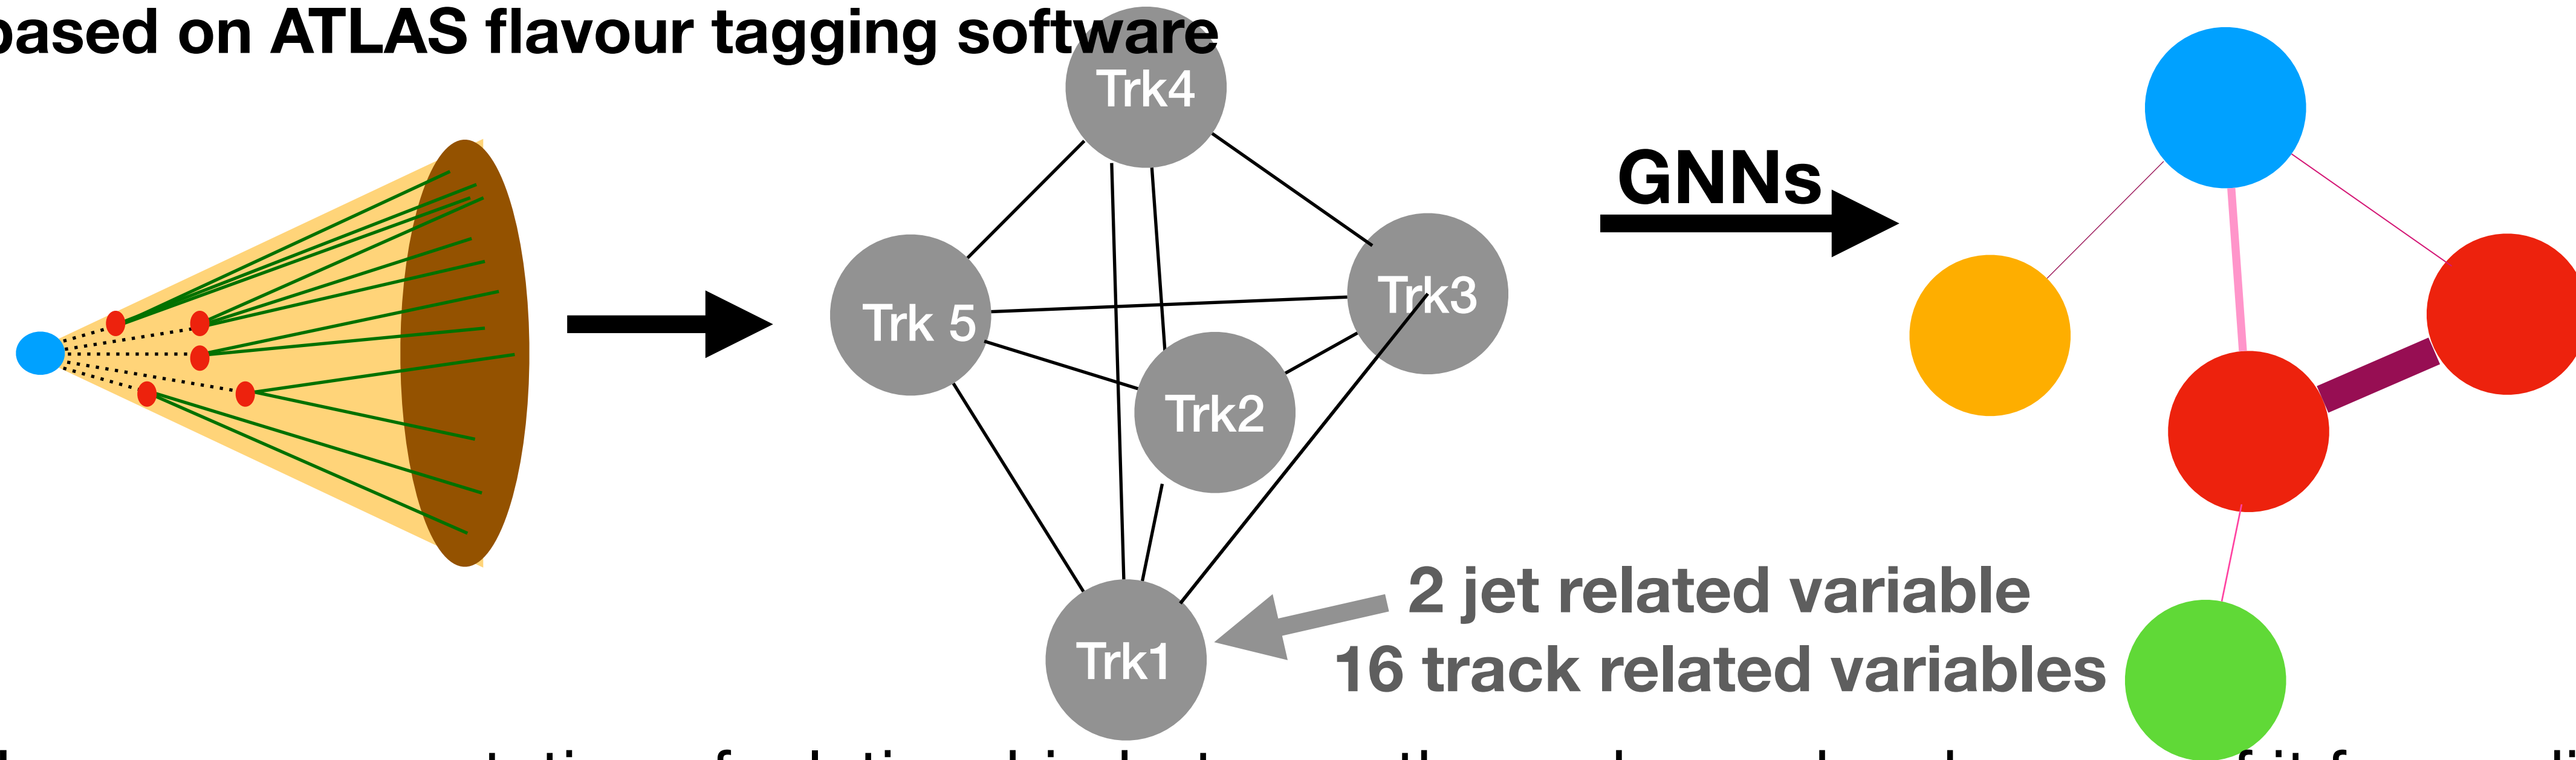 based on ATLAS flavour tagging software
Trk4
GNNs
Trk 5
Trk3
Trk2
2 jet related variable
Trk1
16 track related variables